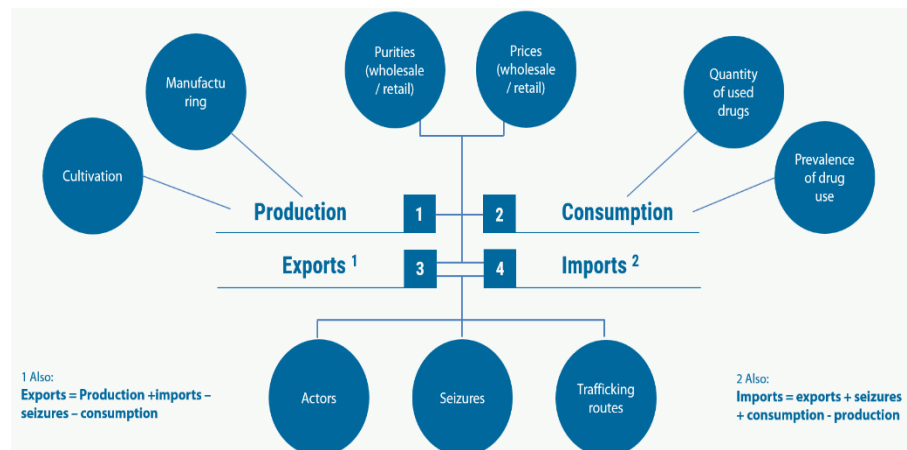 Purities
(wholesale
/ retail)
Prices
(wholesale
/ retail)
Manufactu
ring
Quantity
of used
drugs
Cultivation
Prevalence
of drug
use
Production 1 2 Consumption
Exports 1 3 4 Imports 2
Actors
Seizures
Trafficking
routes
1 Also:
Exports = Production +imports –
seizures – consumption
2 Also:
Imports = exports + seizures
+ consumption - production